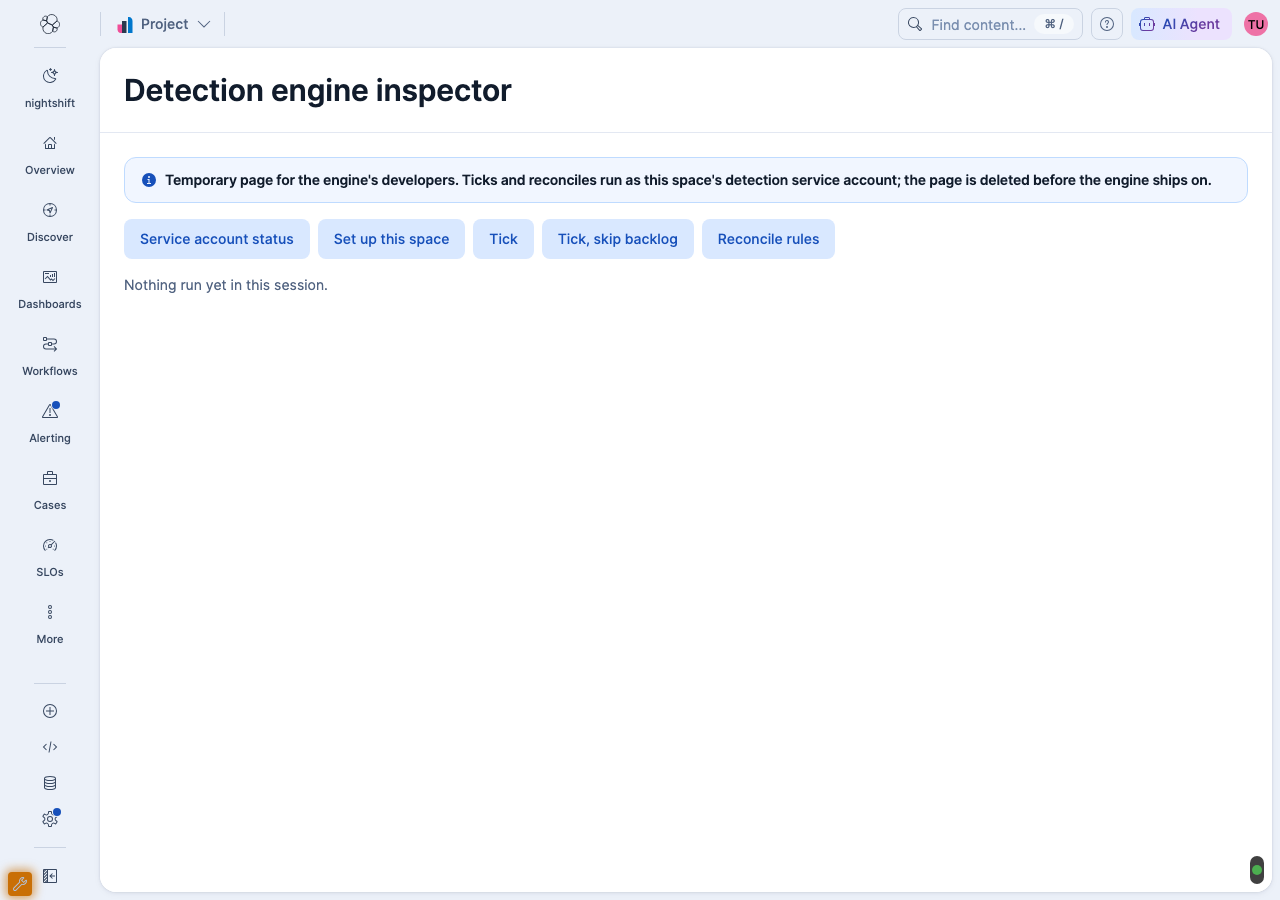 Project
Find content...
⌘ /
AI Agent
TU
nightshift
Overview
Discover
Dashboards
Workflows
Alerting
Cases
SLOs
More
Detection engine inspector
Temporary page for the engine's developers. Ticks and reconciles run as this space's detection service account; the page is deleted before the engine ships on.
Service account status
Set up this space
Tick
Tick, skip backlog
Reconcile rules
Nothing run yet in this session.